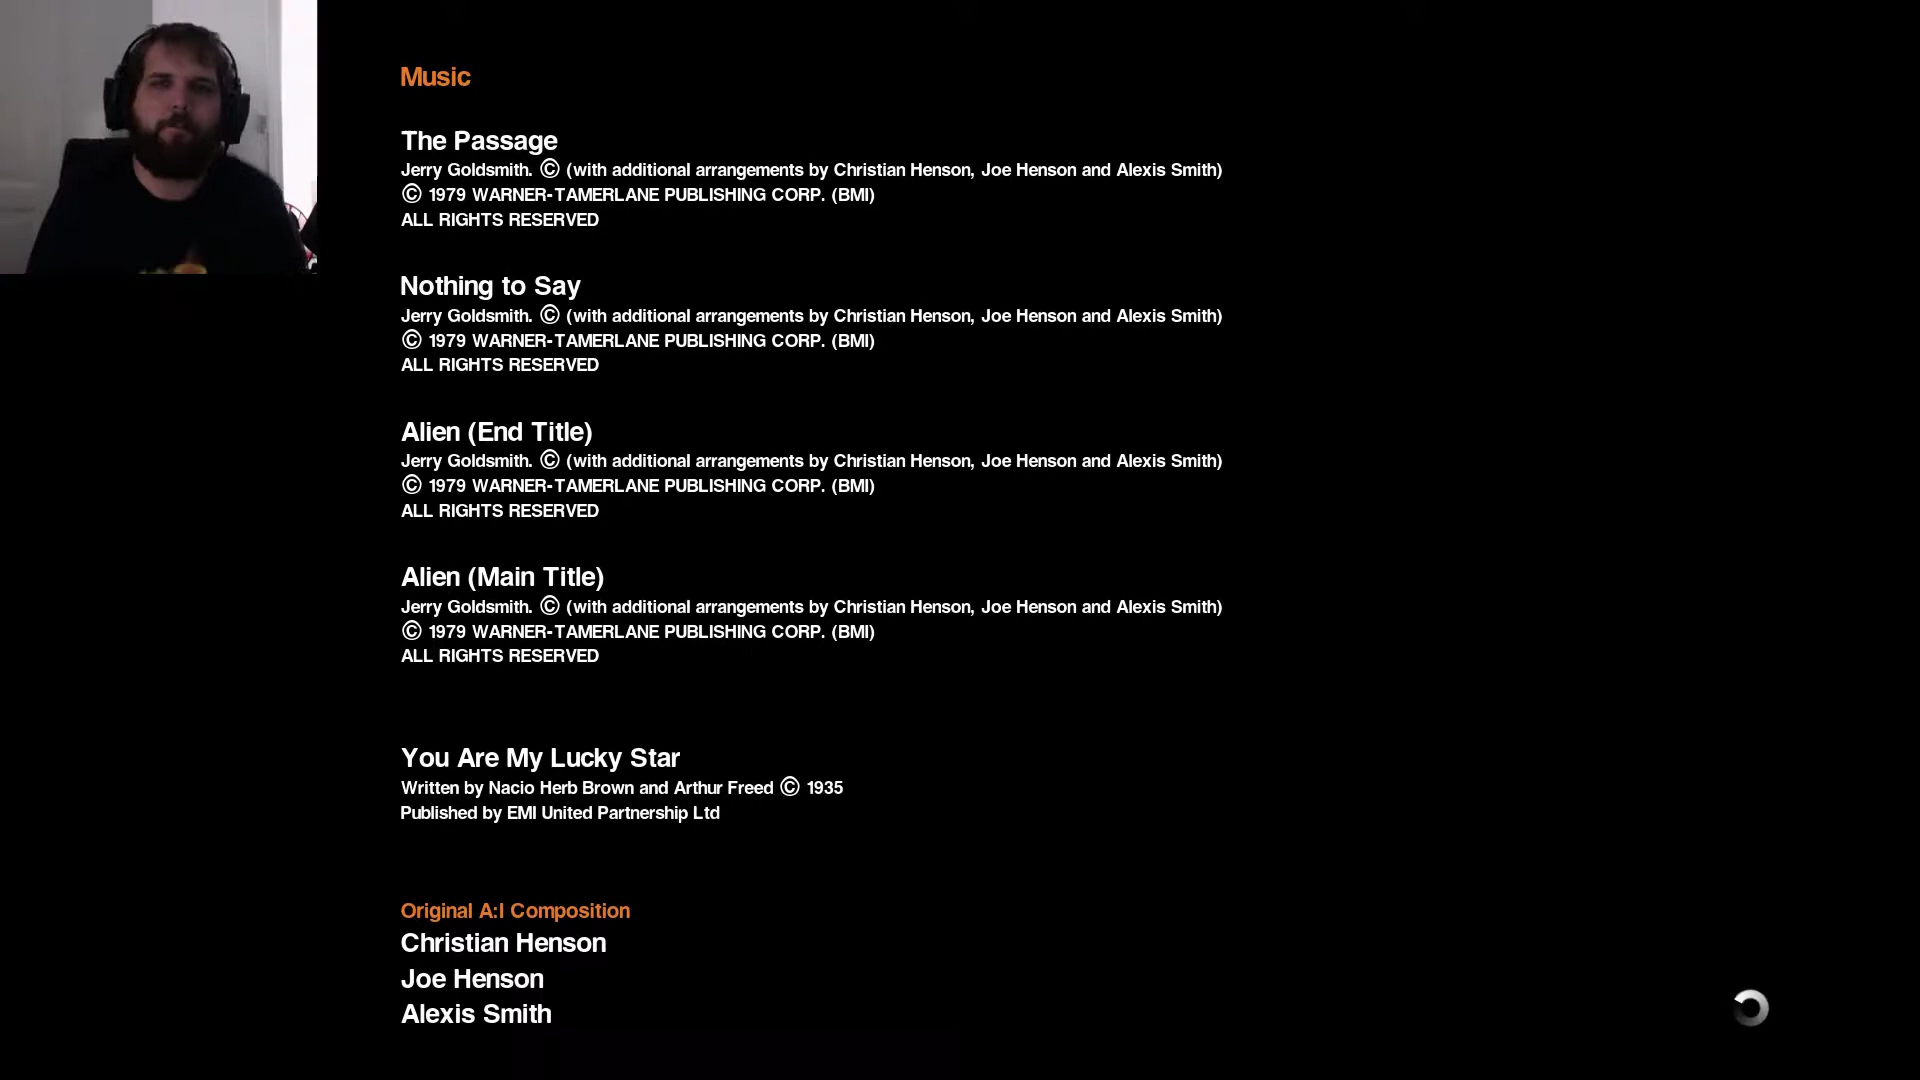 Music
The Passage
Jerry Goldsmith. © (with additional arrangements by Christian Henson, Joe Henson and Alexis Smith)
© 1979 WARNER-TAMERLANE PUBLISHING CORP. (BMI)
ALL RIGHTS RESERVED
Nothing to Say
Jerry Goldsmith. © (with additional arrangements by Christian Henson, Joe Henson and Alexis Smith)
© 1979 WARNER-TAMERLANE PUBLISHING CORP. (BMI)
ALL RIGHTS RESERVED
Alien (End Title)
Jerry Goldsmith. © (with additional arrangements by Christian Henson, Joe Henson and Alexis Smith)
© 1979 WARNER-TAMERLANE PUBLISHING CORP. (BMI)
ALL RIGHTS RESERVED
Alien (Main Title)
Jerry Goldsmith. © (with additional arrangements by Christian Henson, Joe Henson and Alexis Smith)
© 1979 WARNER-TAMERLANE PUBLISHING CORP. (BMI)
ALL RIGHTS RESERVED
You Are My Lucky Star
Written by Nacio Herb Brown and Arthur Freed © 1935
Published by EMI United Partnership Ltd
Original A:I Composition
Christian Henson
Joe Henson
Alexis Smith